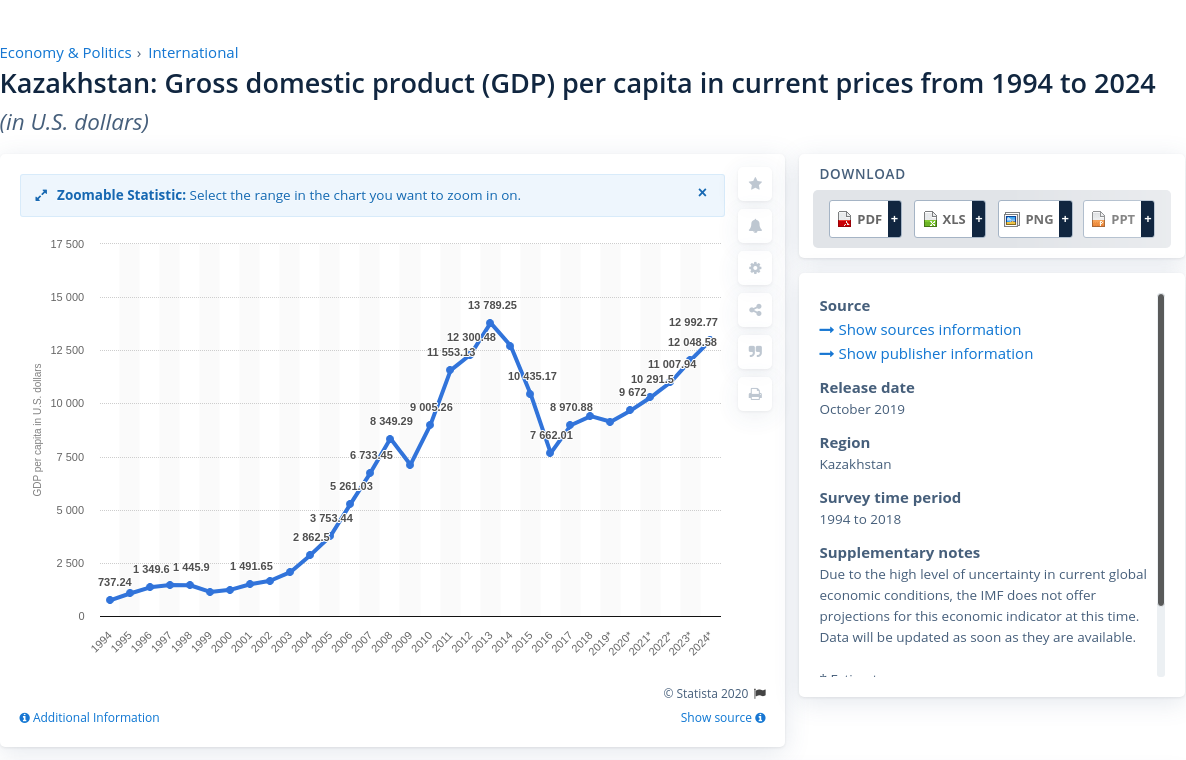 Economy & Politics › International
Kazakhstan: Gross domestic product (GDP) per capita in current prices from 1994 to 2024
(in U.S. dollars)
Zoomable Statistic: Select the range in the chart you want to zoom in on.
×
GDP per capita in U.S. dollars
17 500
15 000
12 500
10 000
7 500
5 000
2 500
0
737.24
1 349.6
1 445.9
1 491.65
2 862.5
3 753.44
5 261.03
6 733.45
8 349.29
9 005.26
11 553.13
12 300.48
13 789.25
10 435.17
7 662.01
8 970.88
9 672
10 291.5
11 007.94
12 048.58
12 992.77
1994
1995
1996
1997
1998
1999
2000
2001
2002
2003
2004
2005
2006
2007
2008
2009
2010
2011
2012
2013
2014
2015
2016
2017
2018
2019*
2020*
2021*
2022*
2023*
2024*
© Statista 2020
Additional Information
Show source
DOWNLOAD
PDF + XLS + PNG + PPT +
Source
Show sources information
Show publisher information
Release date
October 2019
Region
Kazakhstan
Survey time period
1994 to 2018
Supplementary notes
Due to the high level of uncertainty in current global
economic conditions, the IMF does not offer
projections for this economic indicator at this time.
Data will be updated as soon as they are available.